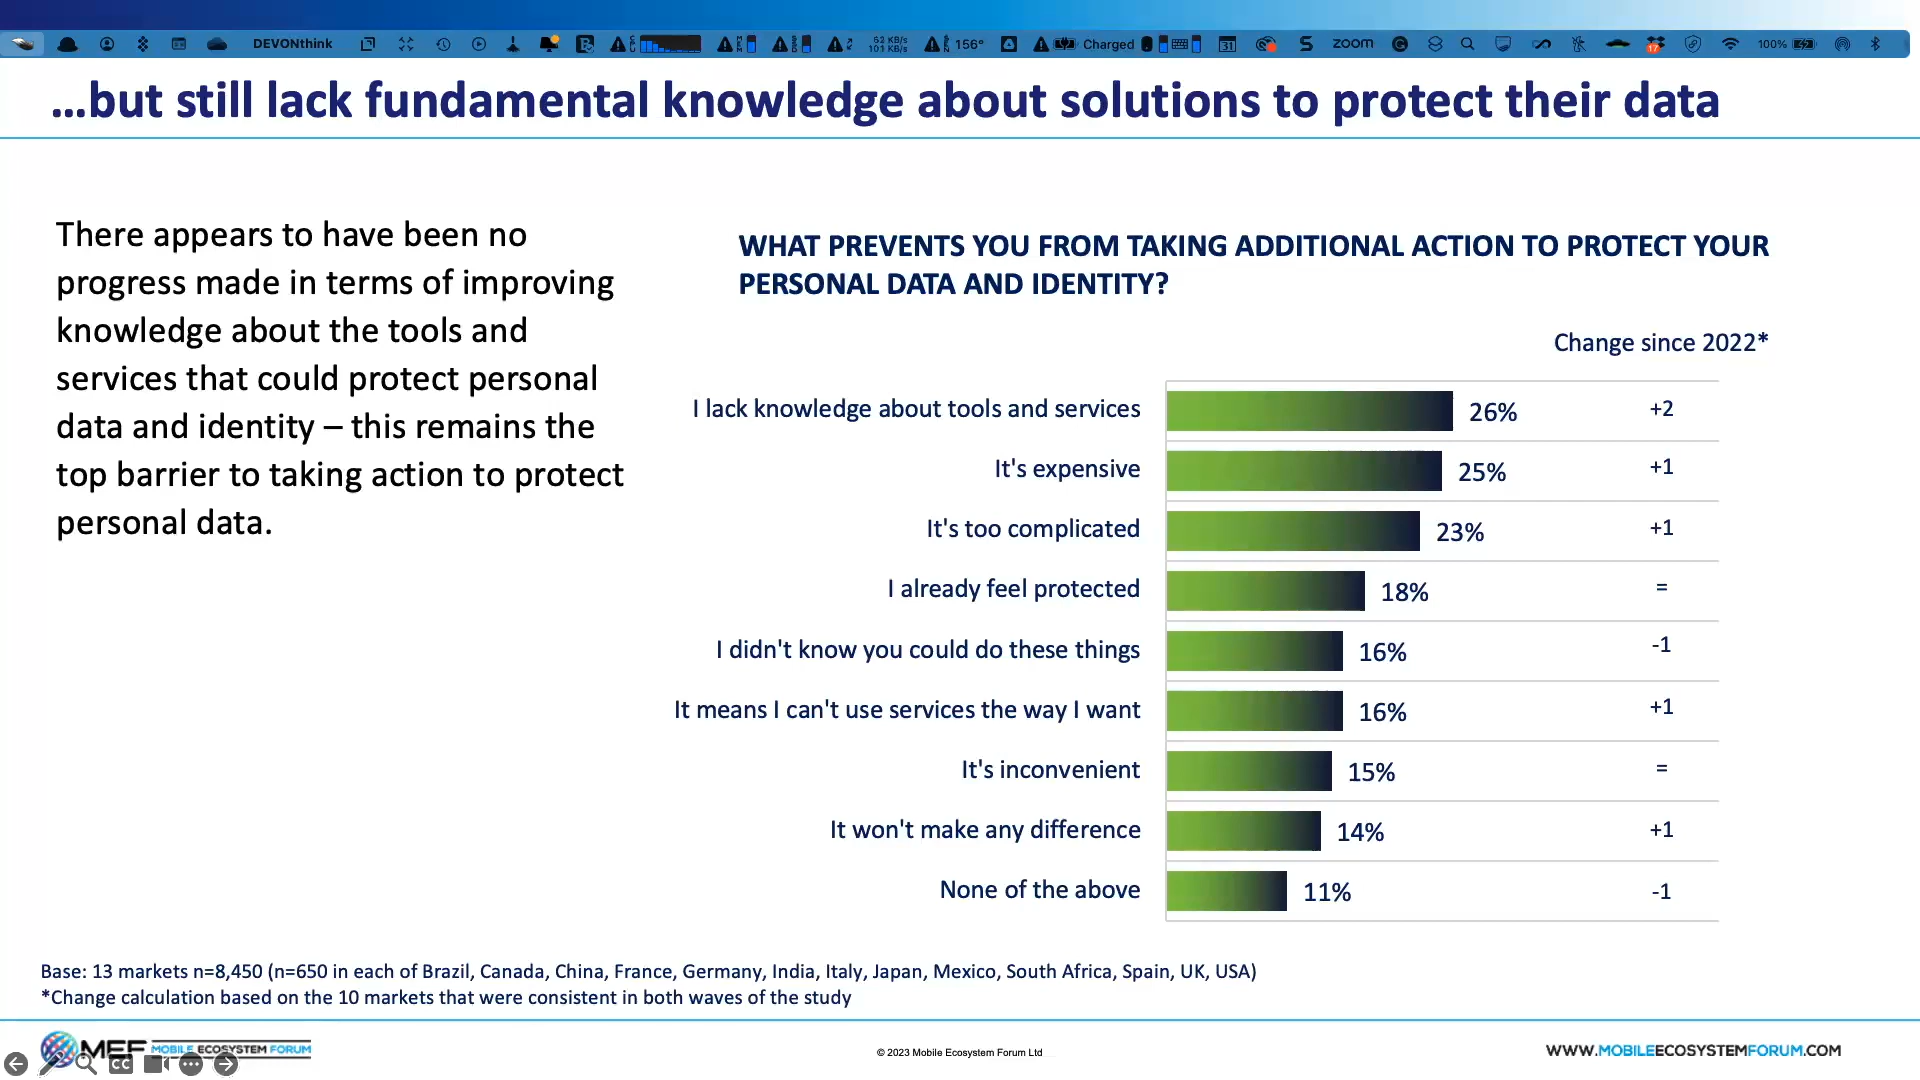 DEVONthink
62 KB/s
101 KB/s
156°
Charged
31
zoom
17
100%
...but still lack fundamental knowledge about solutions to protect their data
There appears to have been no
progress made in terms of improving
knowledge about the tools and
services that could protect personal
data and identity – this remains the
top barrier to taking action to protect
personal data.
WHAT PREVENTS YOU FROM TAKING ADDITIONAL ACTION TO PROTECT YOUR
PERSONAL DATA AND IDENTITY?
Change since 2022*
I lack knowledge about tools and services 26% +2
It's expensive 25% +1
It's too complicated 23% +1
I already feel protected 18% =
I didn't know you could do these things 16% -1
It means I can't use services the way I want 16% +1
It's inconvenient 15% =
It won't make any difference 14% +1
None of the above 11% -1
Base: 13 markets n=8,450 (n=650 in each of Brazil, Canada, China, France, Germany, India, Italy, Japan, Mexico, South Africa, Spain, UK, USA)
*Change calculation based on the 10 markets that were consistent in both waves of the study
MEF MOBILE ECOSYSTEM FORUM
CC
© 2023 Mobile Ecosystem Forum Ltd
WWW.MOBILEECOSYSTEMFORUM.COM